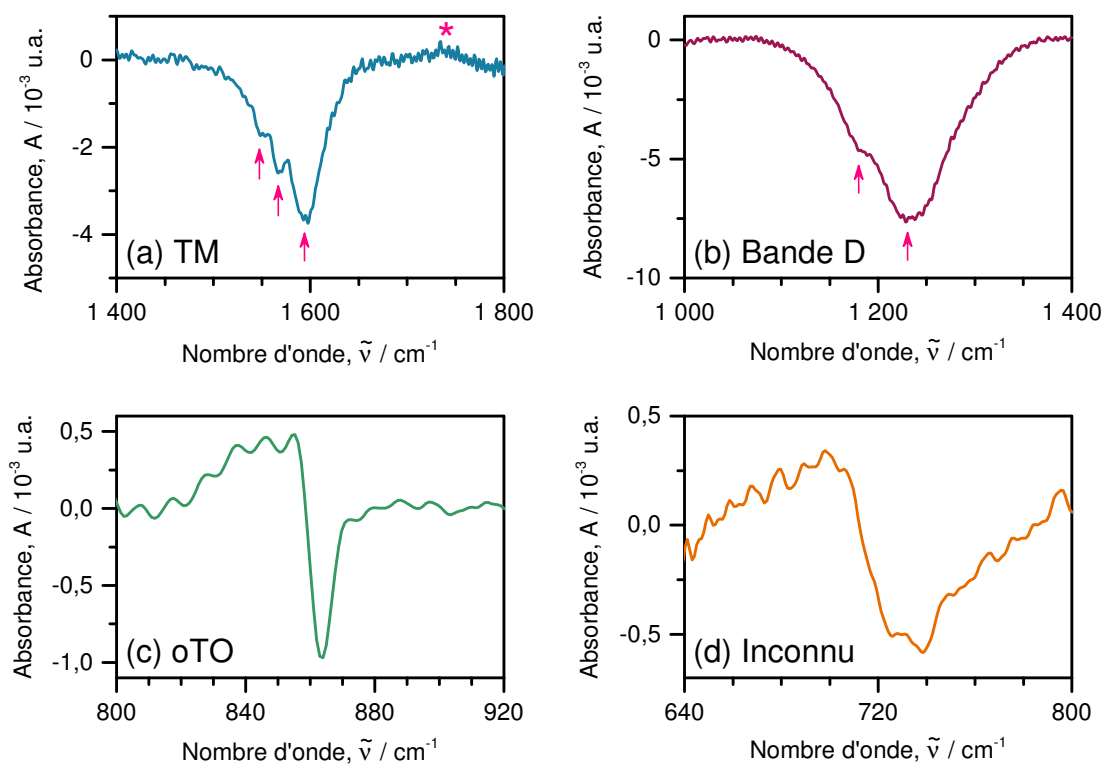 Absorbance, A / 10⁻³ u.a.
0
-2
-4
*
(a) TM
1 400
1 600
1 800
Nombre d'onde, ν̃ / cm⁻¹
Absorbance, A / 10⁻³ u.a.
0
-5
-10
(b) Bande D
1 000
1 200
1 400
Nombre d'onde, ν̃ / cm⁻¹
Absorbance, A / 10⁻³ u.a.
0,5
0,0
-0,5
-1,0
(c) oTO
800
840
880
920
Nombre d'onde, ν̃ / cm⁻¹
Absorbance, A / 10⁻³ u.a.
0,5
0,0
-0,5
(d) Inconnu
640
720
800
Nombre d'onde, ν̃ / cm⁻¹